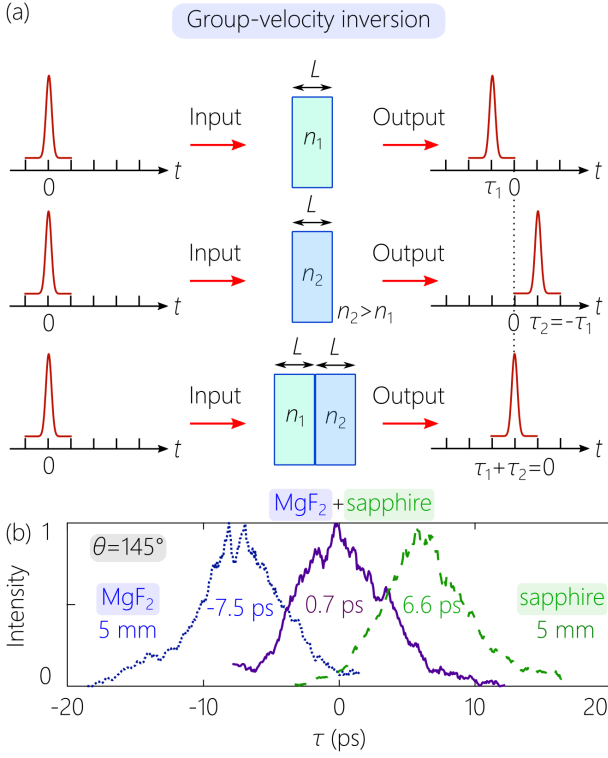 (a)
Group-velocity inversion
L
Input
n₁
Output
0
t
τ₁ 0
t
L
Input
n₂
Output
n₂>n₁
0
t
0
τ₂=-τ₁
t
L L
Input
n₁
n₂
Output
0
t
τ₁+τ₂=0
t
MgF₂+sapphire
(b)
1
θ=145°
Intensity
MgF₂
5 mm
-7.5 ps
0.7 ps
6.6 ps
sapphire
5 mm
0
-20
-10
0
10
20
τ (ps)